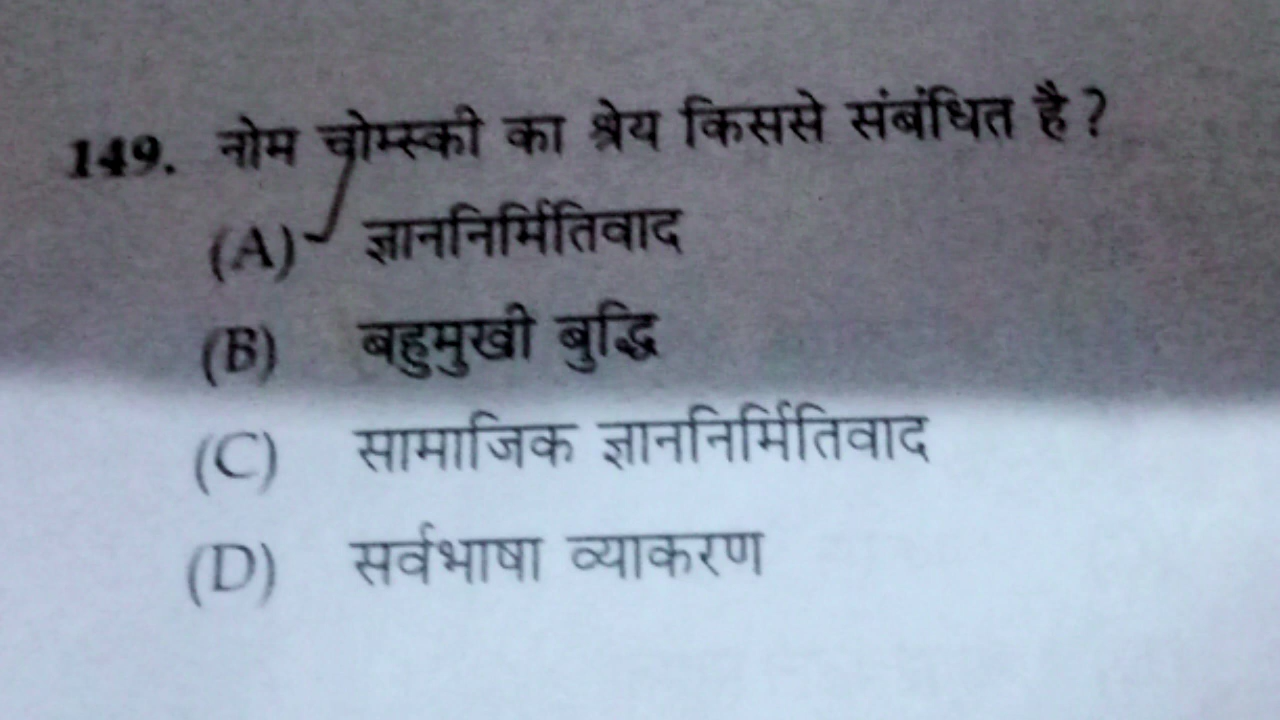 149. नोम चोम्स्की का श्रेय किससे संबंधित है ?
(A) ज्ञाननिर्मितिवाद
(B) बहुमुखी बुद्धि
(C) सामाजिक ज्ञाननिर्मितिवाद
(D) सर्वभाषा व्याकरण